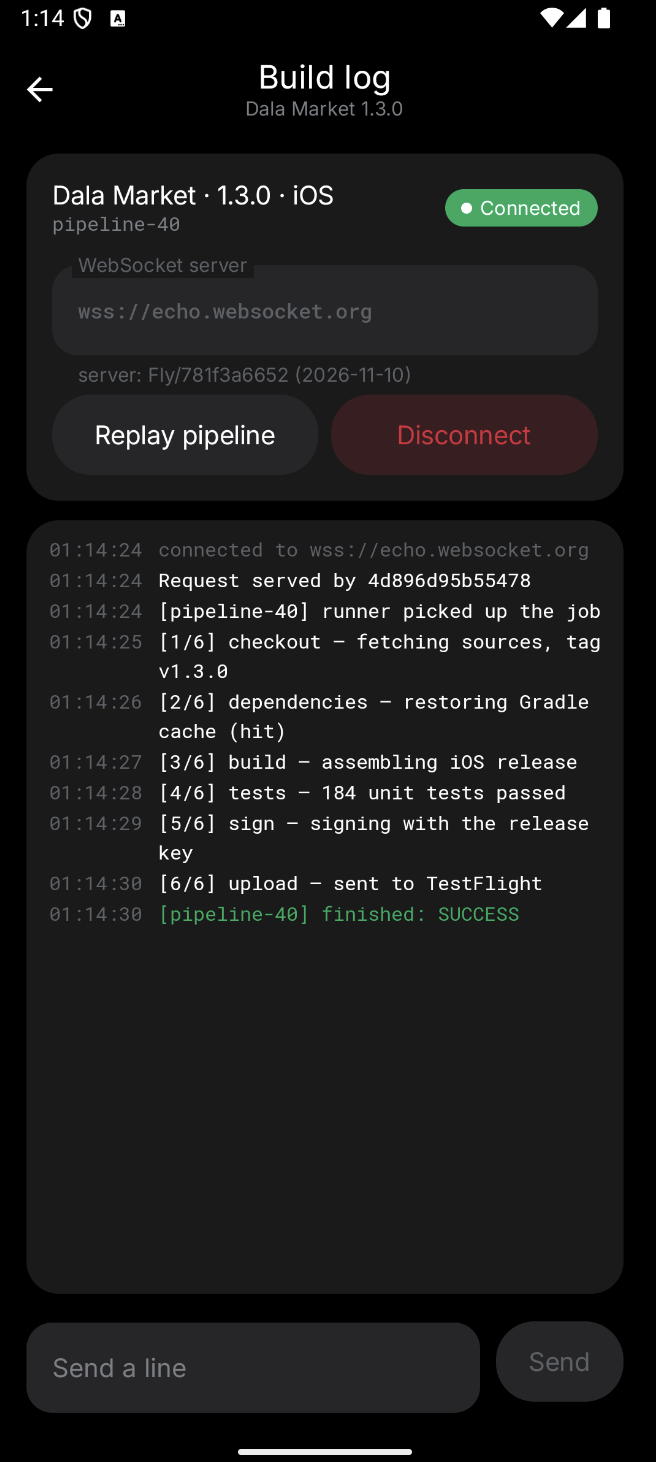 1:14
A
Build log
Dala Market 1.3.0
Dala Market · 1.3.0 · iOS
pipeline-40
Connected
WebSocket server
wss://echo.websocket.org
server: Fly/781f3a6652 (2026-11-10)
Replay pipeline
Disconnect
01:14:24 connected to wss://echo.websocket.org
01:14:24 Request served by 4d896d95b55478
01:14:24 [pipeline-40] runner picked up the job
01:14:25 [1/6] checkout — fetching sources, tag
v1.3.0
01:14:26 [2/6] dependencies — restoring Gradle
cache (hit)
01:14:27 [3/6] build — assembling iOS release
01:14:28 [4/6] tests — 184 unit tests passed
01:14:29 [5/6] sign — signing with the release
key
01:14:30 [6/6] upload — sent to TestFlight
01:14:30 [pipeline-40] finished: SUCCESS
Send a line
Send